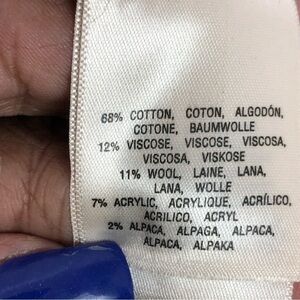 68% COTTON, COTON, ALGODÓN,
COTONE, BAUMWOLLE
12% VISCOSE, VISCOSE, VISCOSA,
VISCOSA, VISKOSE
11% WOOL, LAINE, LANA,
LANA, WOLLE
7% ACRYLIC, ACRYLIQUE, ACRÍLICO,
ACRILICO, ACRYL
2% ALPACA, ALPAGA, ALPACA,
ALPACA, ALPAKA